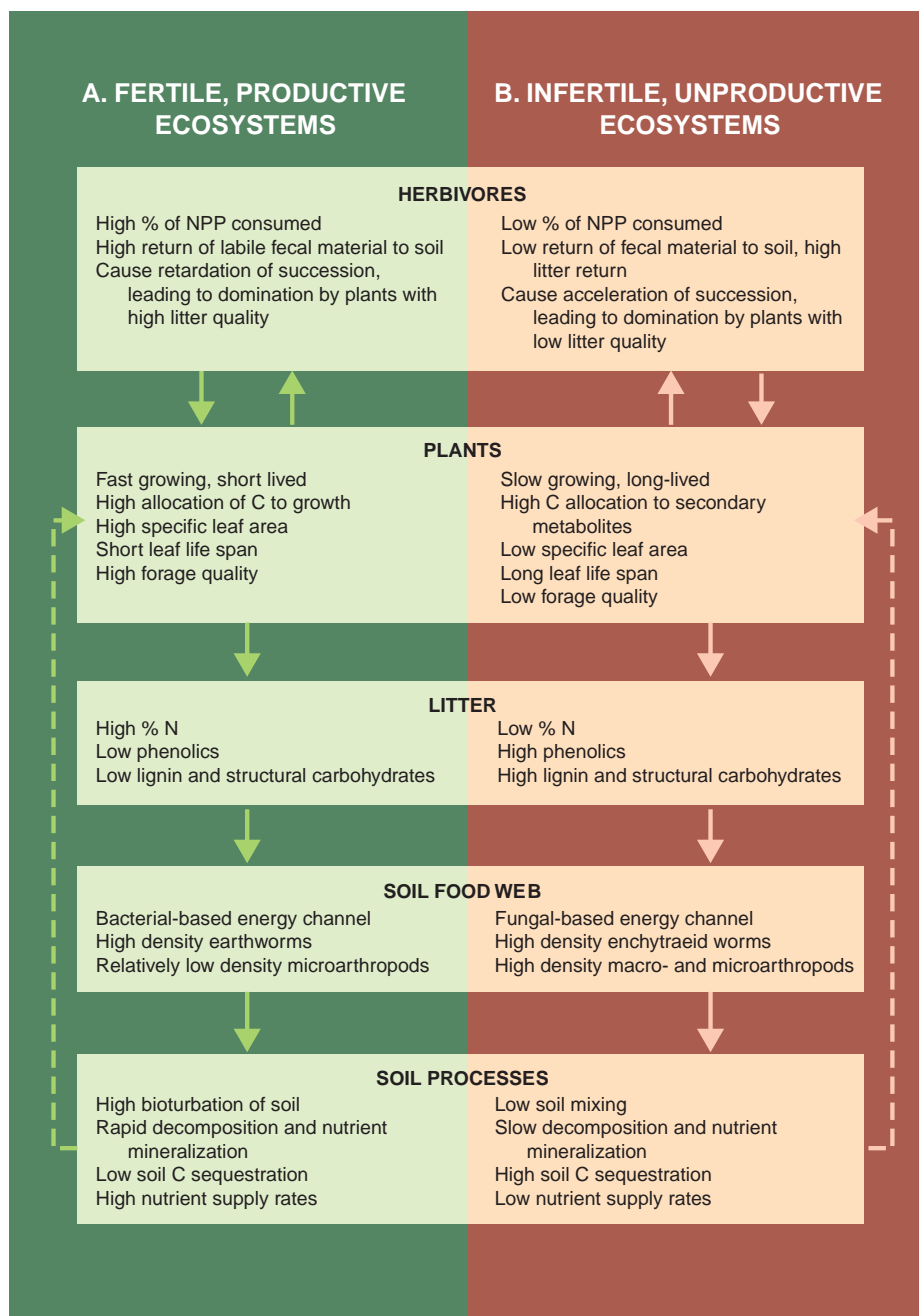 A. FERTILE, PRODUCTIVE
ECOSYSTEMS
B. INFERTILE, UNPRODUCTIVE
ECOSYSTEMS
HERBIVORES
High % of NPP consumed
High return of labile fecal material to soil
Cause retardation of succession,
leading to domination by plants with
high litter quality
Low % of NPP consumed
Low return of fecal material to soil, high
litter return
Cause acceleration of succession,
leading to domination by plants with
low litter quality
PLANTS
Fast growing, short lived
High allocation of C to growth
High specific leaf area
Short leaf life span
High forage quality
Slow growing, long-lived
High C allocation to secondary
metabolites
Low specific leaf area
Long leaf life span
Low forage quality
LITTER
High % N
Low phenolics
Low lignin and structural carbohydrates
Low % N
High phenolics
High lignin and structural carbohydrates
SOIL FOOD WEB
Bacterial-based energy channel
High density earthworms
Relatively low density microarthropods
Fungal-based energy channel
High density enchytraeid worms
High density macro- and microarthropods
SOIL PROCESSES
High bioturbation of soil
Rapid decomposition and nutrient
mineralization
Low soil C sequestration
High nutrient supply rates
Low soil mixing
Slow decomposition and nutrient
mineralization
High soil C sequestration
Low nutrient supply rates